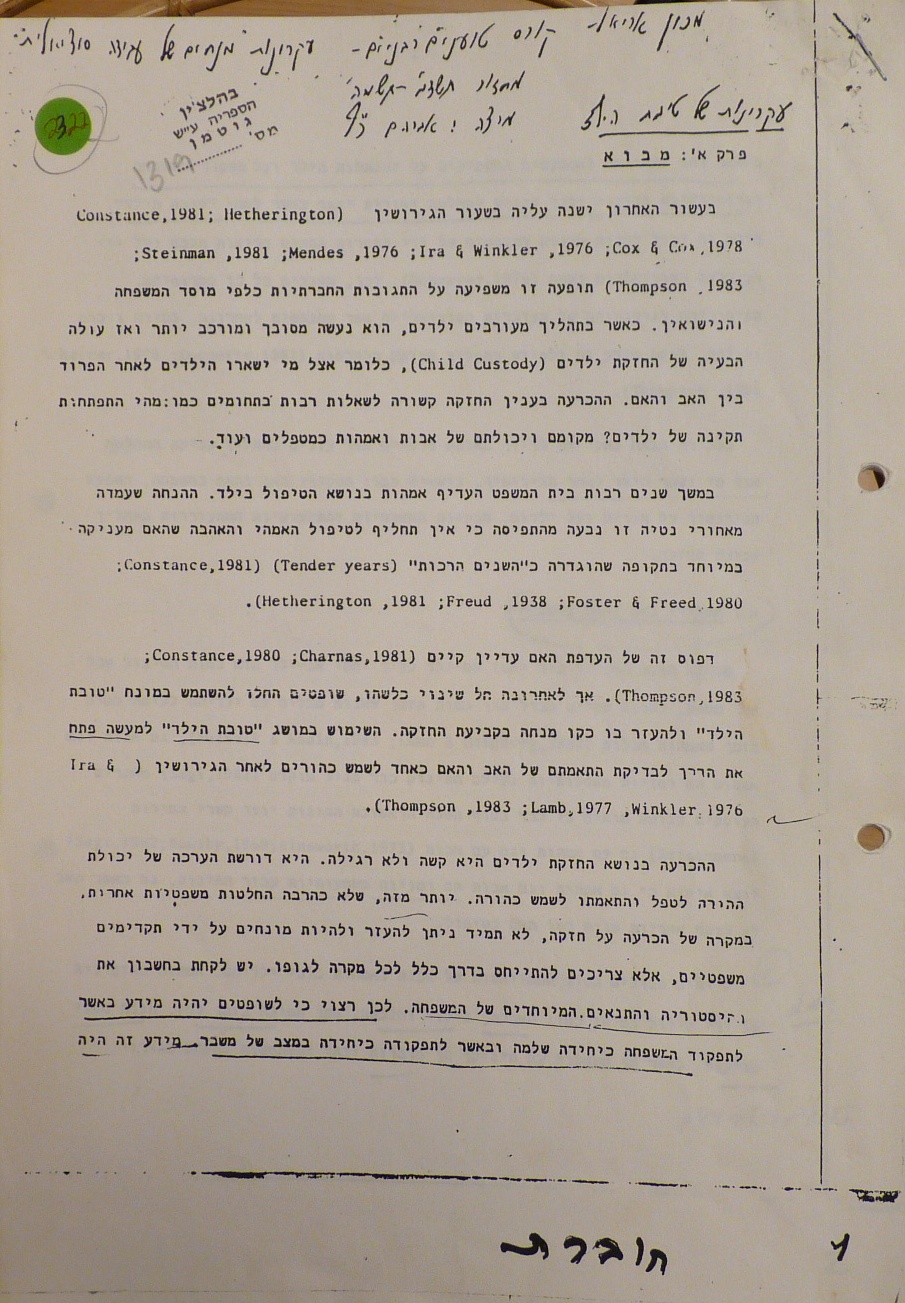 מכון אריאל - קורס טוענים רבניים - עקרונות מנחים של עבודה סוציאלית
מחזור תשדמ - תשמה
מרצה :
עקרונות של טובת הילד
בהלצ"ין
הספריה ע"ש
גוטמן
מס'
1319
2322
פרק א': מבוא
בעשור האחרון ישנה עליה בשעור הגירושין (Constance,1981; Hetherington
Cox & Cox,1978; Ira & Winkler ,1976; Mendes ,1976; Steinman ,1981;
Thompson ,1983) תופעה זו משפיעה על התגובות החברתיות כלפי מוסד המשפחה
והנישואין. כאשר בתהליך מעורבים ילדים, הוא נעשה מסובך ומורכב יותר ואז עולה
הבעיה של החזקת ילדים (Child Custody), כלומר אצל מי ישארו הילדים לאחר הפרוד
בין האב והאם. ההכרעה בענין החזקה קשורה לשאלות רבות בתחומים כמו:מהי התפתחות
תקינה של ילדים? מקומם ויכולתם של אבות ואמהות כמטפלים ועוד.
במשך שנים רבות בית המשפט העדיף אמהות בנושא הטיפול בילד. ההנחה שעמדה
מאחורי נטיה זו נבעה מהתפיסה כי אין תחליף לטיפול האמהי והאהבה שהאם מעניקה
במיוחד בתקופה שהוגדרה כ"השנים הרכות" (Tender years) (Constance,1981;
Foster & Freed,1980; Freud ,1938; Hetherington ,1981).
דפוס זה של העדפת האם עדיין קיים (Charnas,1981; Constance,1980;
Thompson,1983). אך לאחרונה חל שינוי כלשהו, שופטים החלו להשתמש במונח "טובת
הילד" ולהעזר בו כקו מנחה בקביעת החזקה. השימוש במושג "טובת הילד" למעשה פתח
את הדרך לבדיקת התאמתם של האב והאם כאחד לשמש כהורים לאחר הגירושין ( Ira &
Winkler,1976, Lamb,1977; Thompson ,1983).
ההכרעה בנושא החזקת ילדים היא קשה ולא רגילה. היא דורשת הערכה של יכולת
ההירה לטפל והתאמתו לשמש כהורה. יותר מזה, שלא כהרבה החלטות משפטיות אחרות,
במקרה של הכרעה על חזקה, לא תמיד ניתן להעזר ולהיות מונחים על ידי תקדימים
משפטיים, אלא צריכים להתייחס בדרך כלל לכל מקרה לגופו. יש לקחת בחשבון את
ההיסטוריה והתנאים המיוחדים של המשפחה. לכן רצוי כי לשופטים יהיה מידע באשר
לתפקוד המשפחה כיחידה שלמה ובאשר לתפקודה כיחידה במצב של משבר. מידע זה היה
חוברת
1